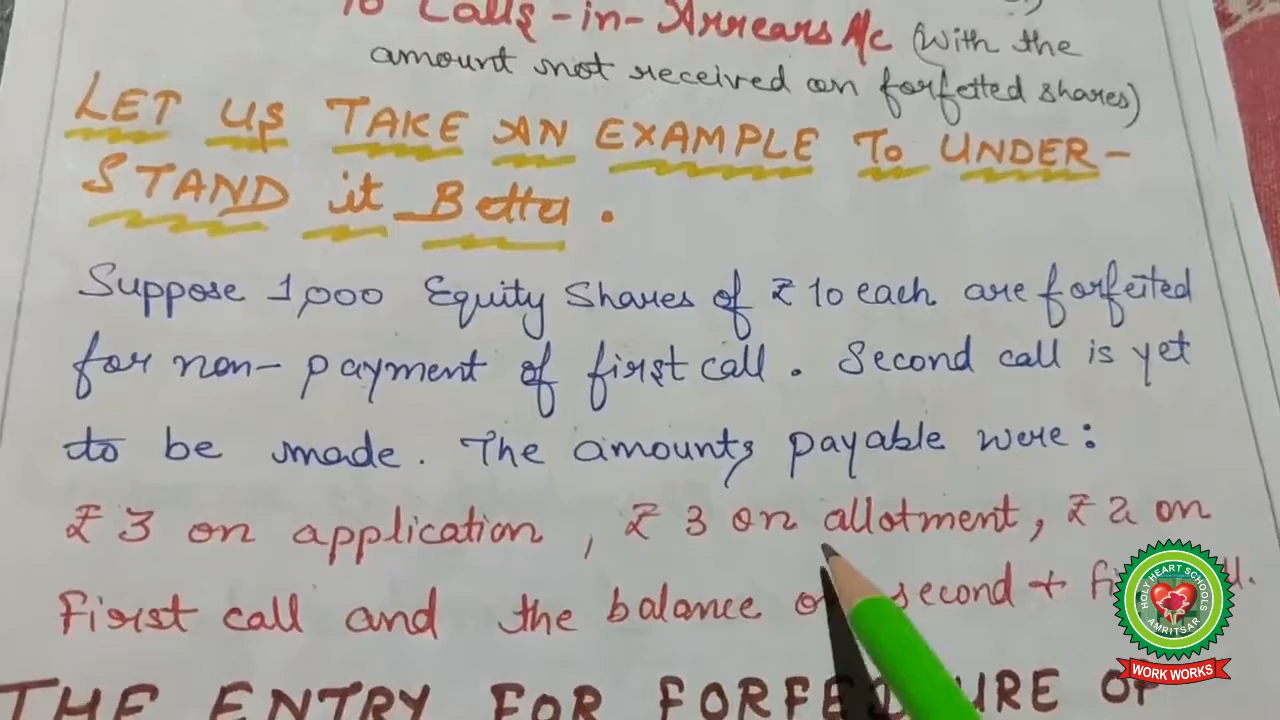 To Calls-in-Arrears A/c (With the
amount not received on forfetted shares)
LET US TAKE AN EXAMPLE To UNDER-
STAND it Better.
Suppose 1,000 Equity Shares of ₹ 10 each are forfeited
for non-payment of first call. Second call is yet
to be made. The amounts payable were:
₹ 3 on application, ₹ 3 on allotment, ₹ 2 on
First call and the balance on second +
THE ENTRY FOR OF
HOLY HEART SCHOOLS
AMRITSAR
WORK WORKS